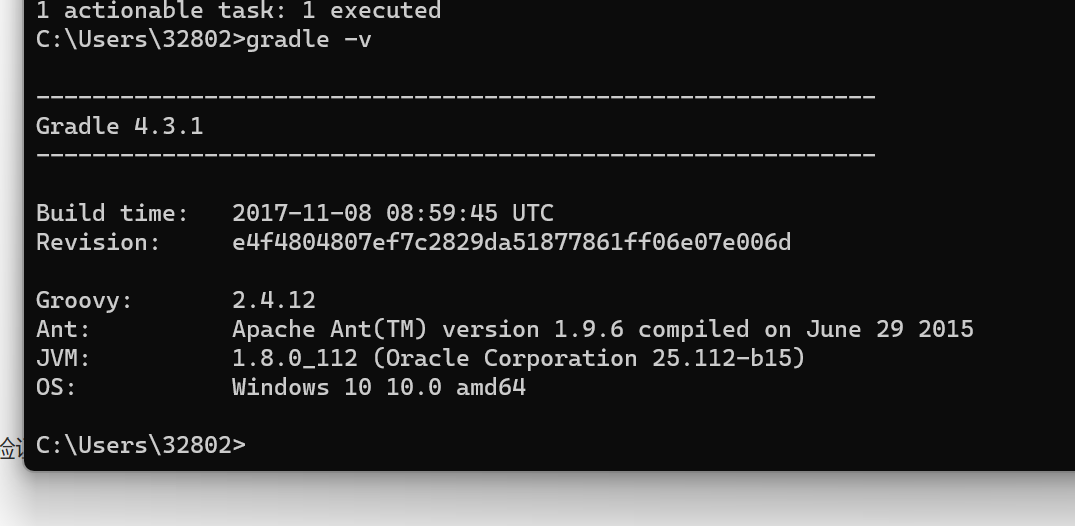 1 actionable task: 1 executed
C:\Users\32802>gradle -v
------------------------------------------------------------
Gradle 4.3.1
------------------------------------------------------------
Build time:   2017-11-08 08:59:45 UTC
Revision:     e4f4804807ef7c2829da51877861ff06e07e006d
Groovy:       2.4.12
Ant:          Apache Ant(TM) version 1.9.6 compiled on June 29 2015
JVM:          1.8.0_112 (Oracle Corporation 25.112-b15)
OS:           Windows 10 10.0 amd64
C:\Users\32802>